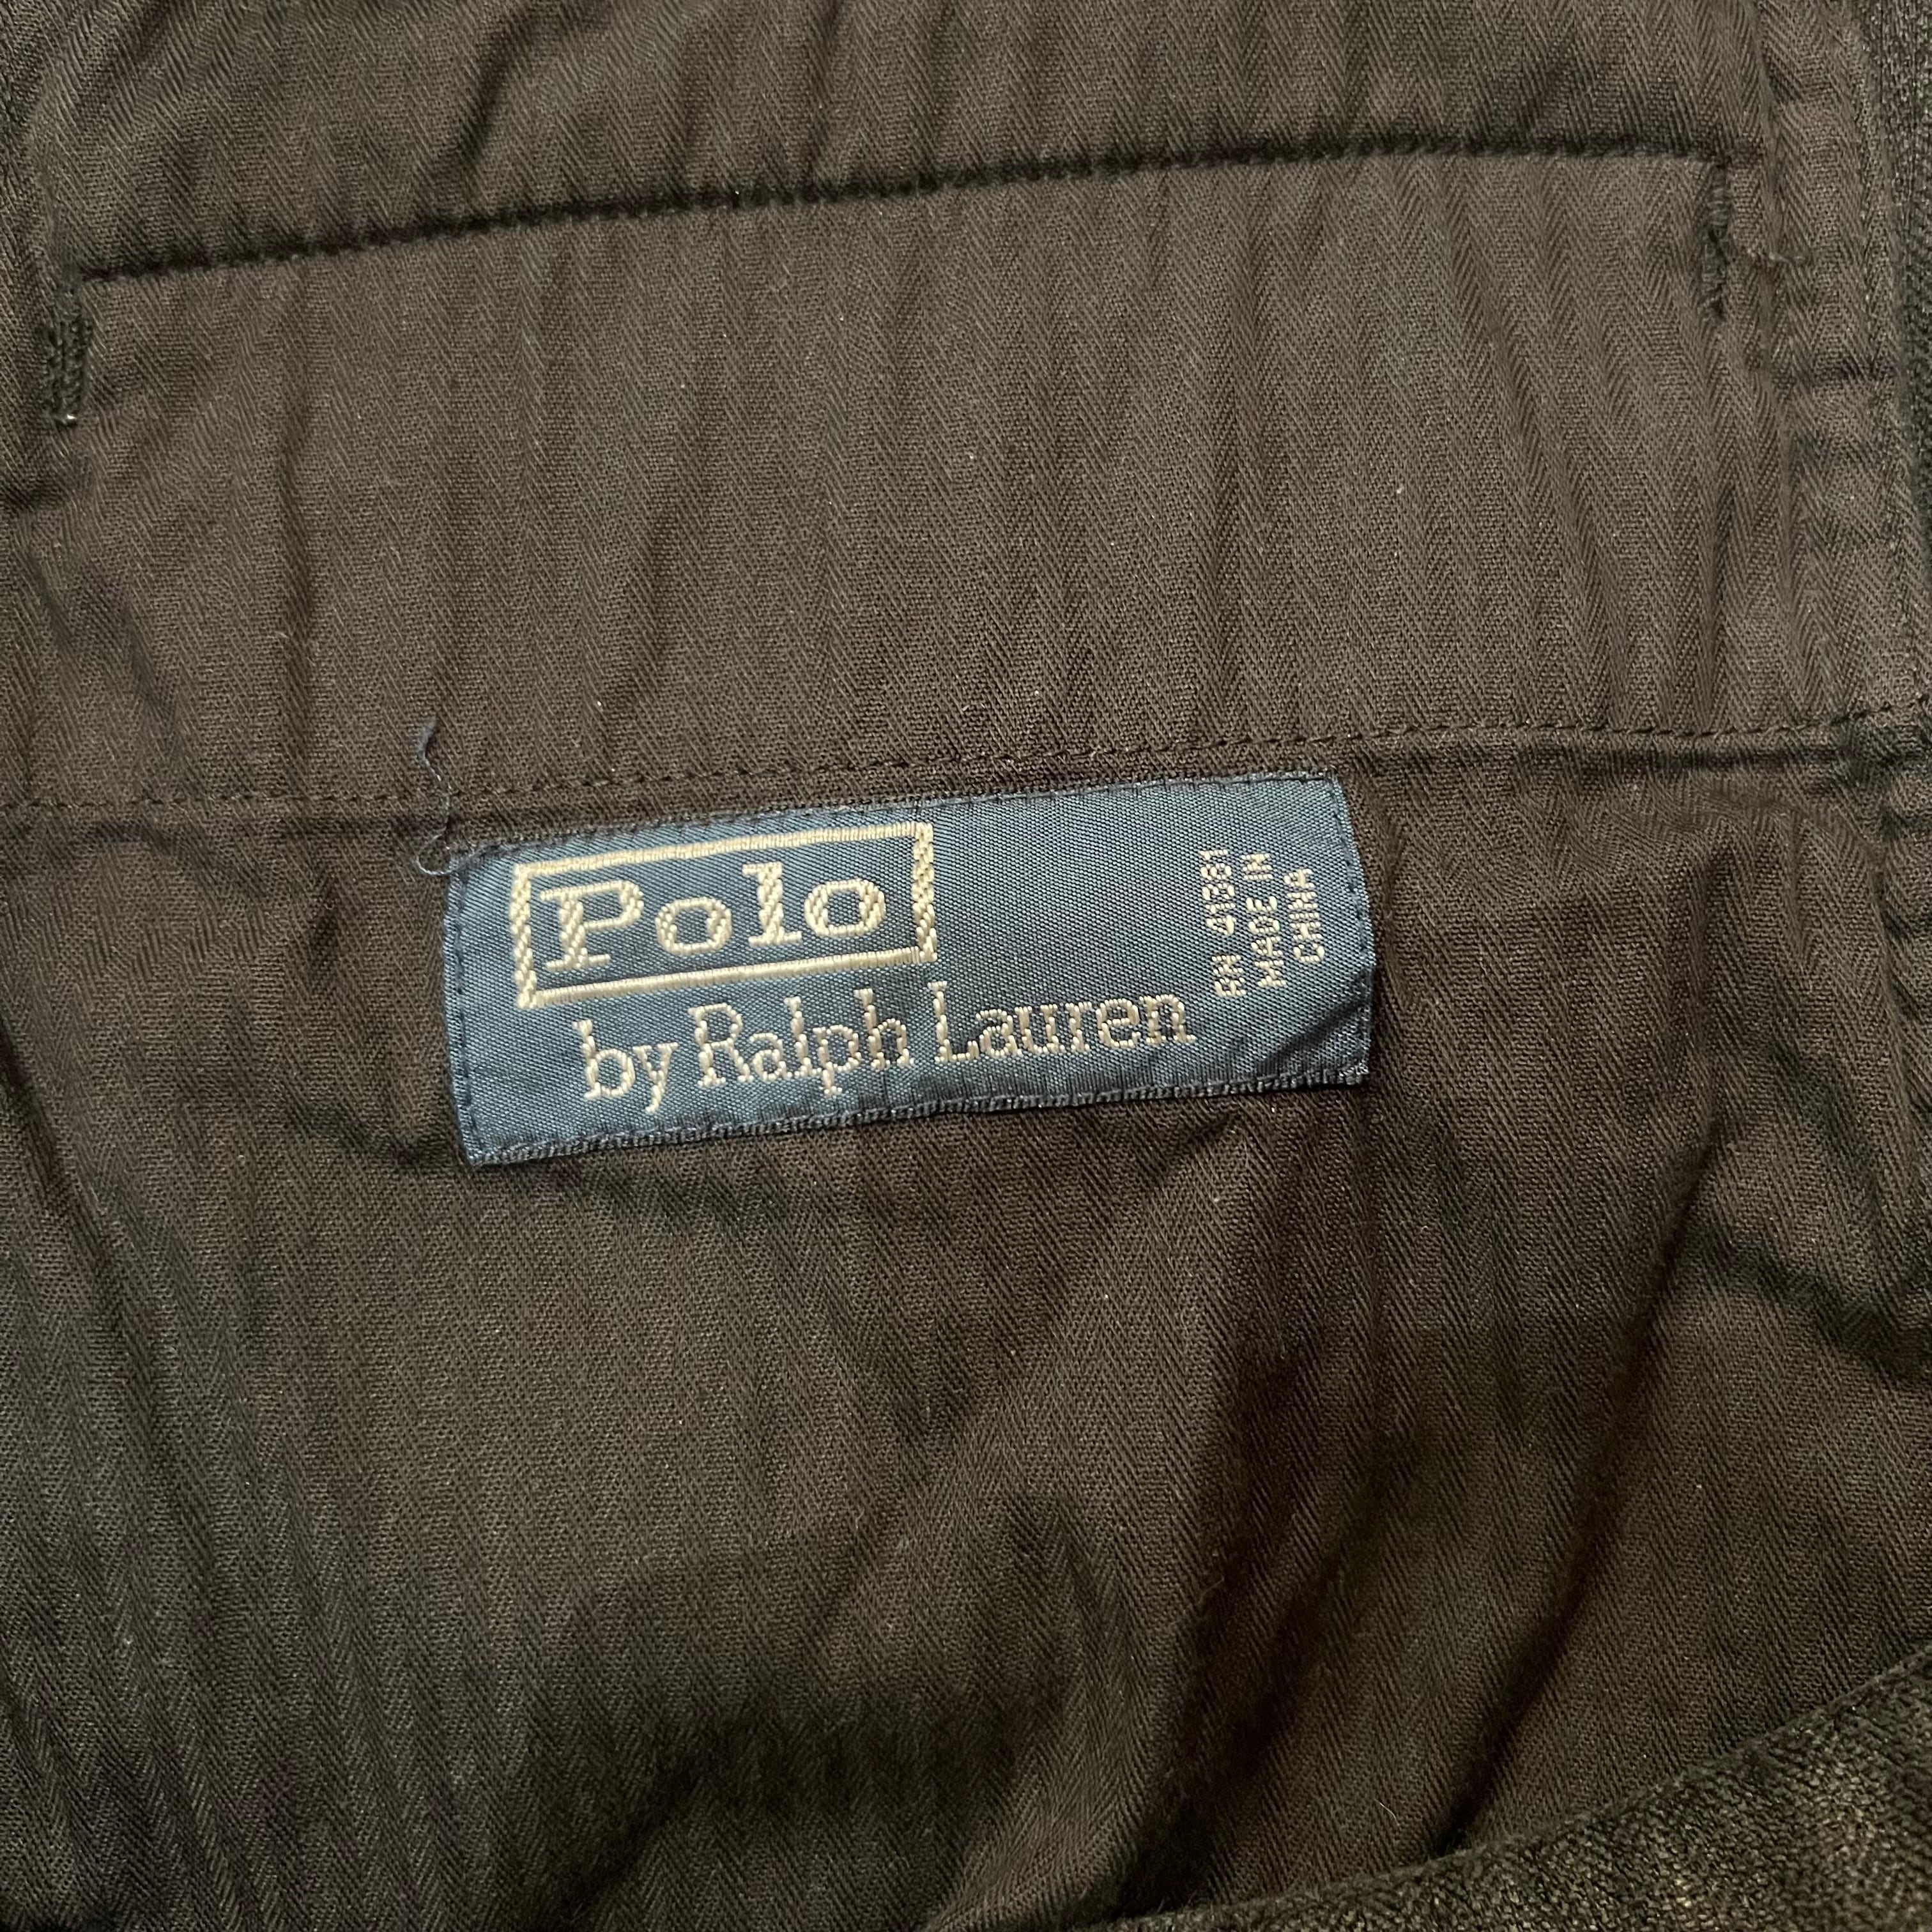 Polo
by Ralph Lauren
RN 41381
MADE IN
CHINA